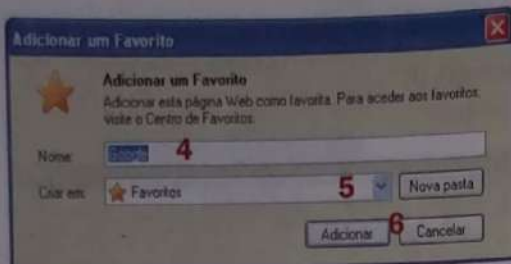 Adicionar um Favorito
Adicionar um Favorito
Adicionar esta página Web como favorita. Para aceder aos favoritos,
visite o Centro de Favoritos.
Nome: Google 4
Criar em: Favoritos 5 Nova pasta
Adicionar 6 Cancelar